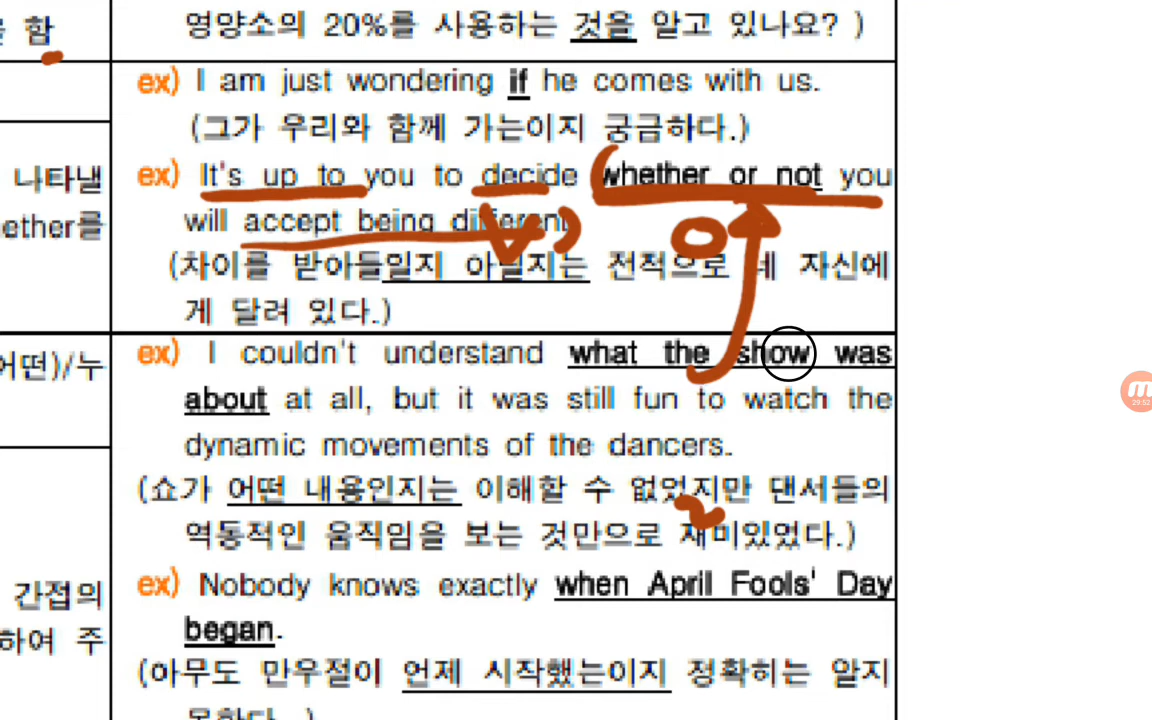 을 함
영양소의 20%를 사용하는 것을 알고 있나요? )
ex) I am just wondering if he comes with us.
(그가 우리와 함께 가는이지 궁금하다.)
나타낼
ex) It's up to you to decide whether or not you
ether를
will accept being different.
(차이를 받아들일지 아닐지는 전적으로 네 자신에
게 달려 있다.)
어떤)/누
ex) I couldn't understand what the show was
about at all, but it was still fun to watch the
dynamic movements of the dancers.
(쇼가 어떤 내용인지는 이해할 수 없었지만 댄서들의
역동적인 움직임을 보는 것만으로 재미있었다.)
간접의
ex) Nobody knows exactly when April Fools' Day
하여 주
began.
(아무도 만우절이 언제 시작했는이지 정확히는 알지
29:52